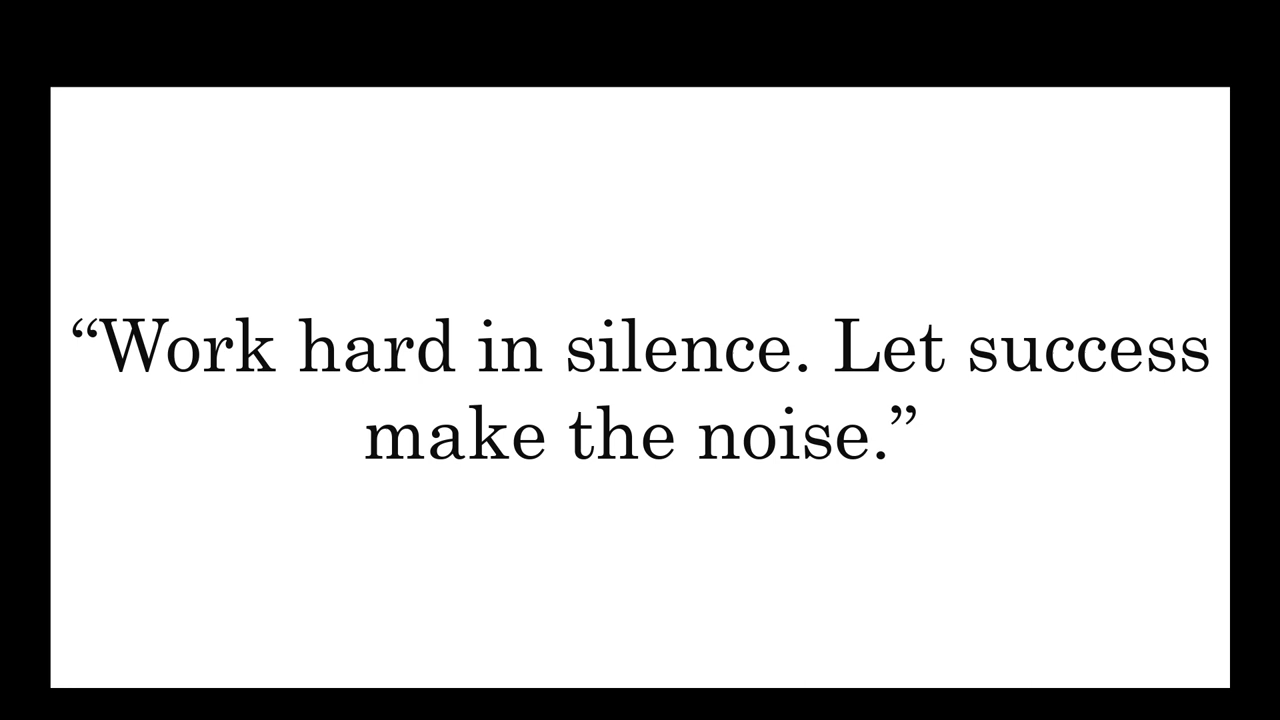 “Work hard in silence. Let success
make the noise.”